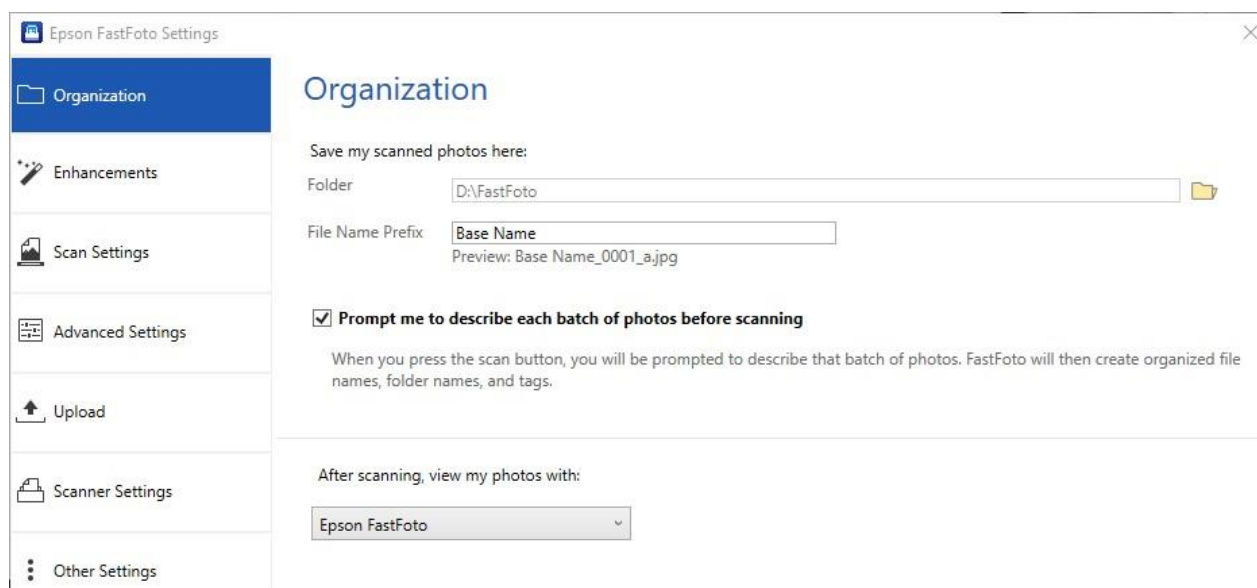 Epson FastFoto Settings
Organization
Enhancements
Scan Settings
Advanced Settings
Upload
Scanner Settings
Other Settings
Organization
Save my scanned photos here:
Folder D:\FastFoto
File Name Prefix Base Name
Preview: Base Name_0001_a.jpg
Prompt me to describe each batch of photos before scanning
When you press the scan button, you will be prompted to describe that batch of photos. FastFoto will then create organized file
names, folder names, and tags.
After scanning, view my photos with:
Epson FastFoto